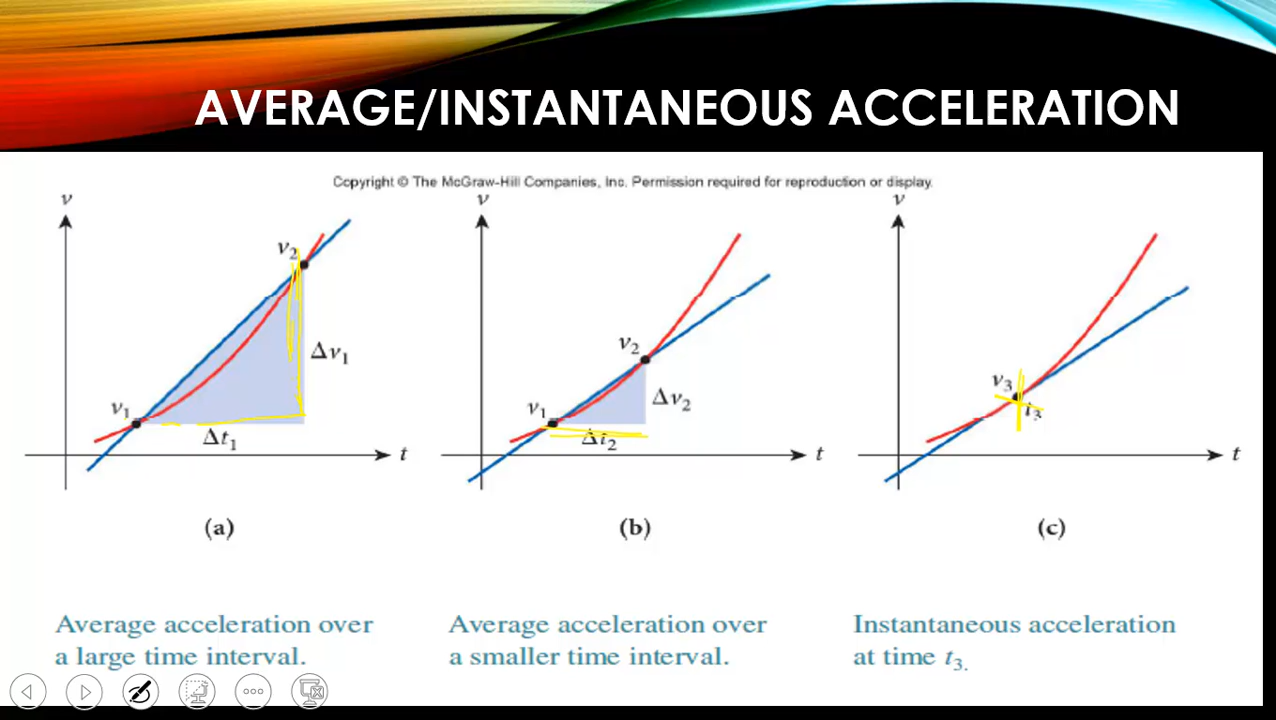 AVERAGE/INSTANTANEOUS ACCELERATION
Copyright © The McGraw-Hill Companies, Inc. Permission required for reproduction or display.
v
v₂
Δv₁
v₁
Δt₁
t
(a)
v
v₂
Δv₂
v₁
Δt₂
t
(b)
v
v₃
t₃
t
(c)
Average acceleration over
a large time interval.
Average acceleration over
a smaller time interval.
Instantaneous acceleration
at time t₃.